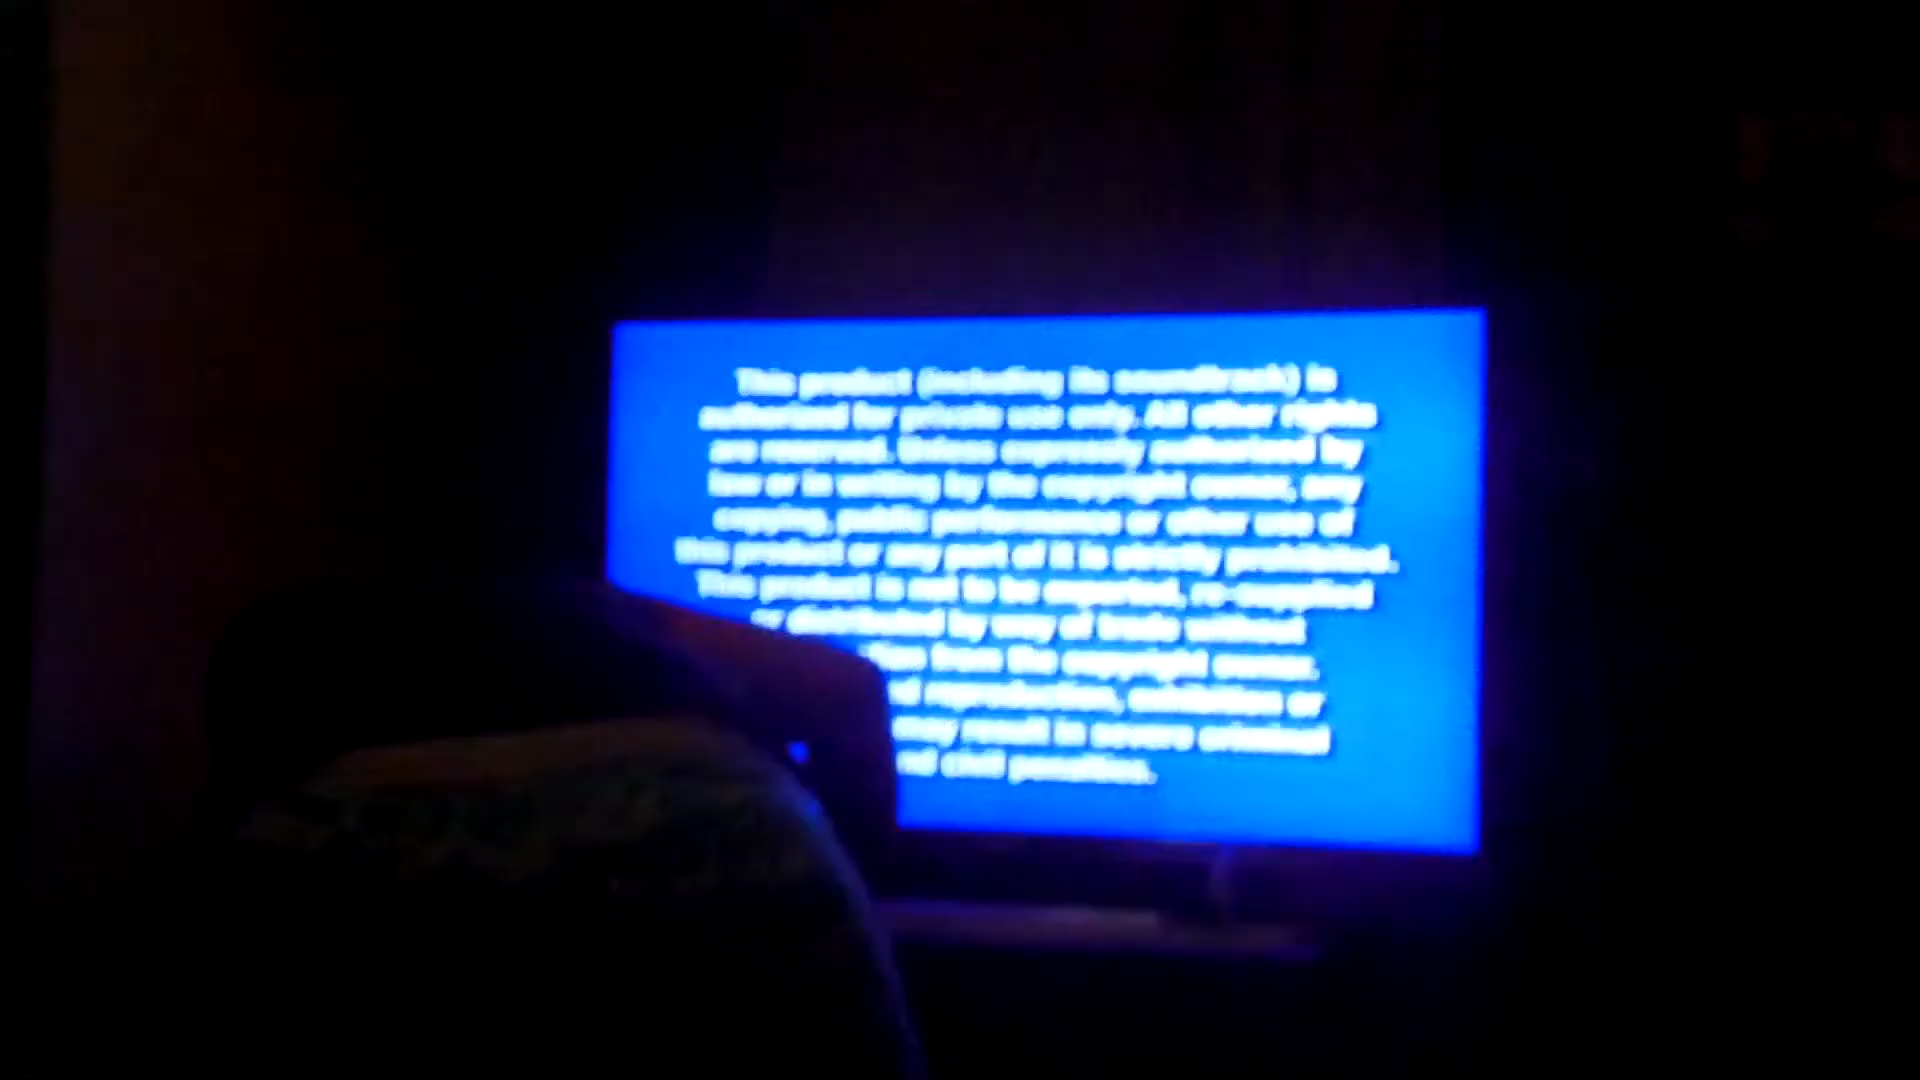 This product (including its soundtrack) is
authorised for private use only. All other rights
are reserved. Unless expressly authorised by
law or in writing by the copyright owner, any
copying, public performance or other use of
this product or any part of it is strictly prohibited.
This product is not to be exported, re-supplied
or distributed by way of trade without
from the copyright owner.
reproduction, exhibition or
may result in severe criminal
civil penalties.